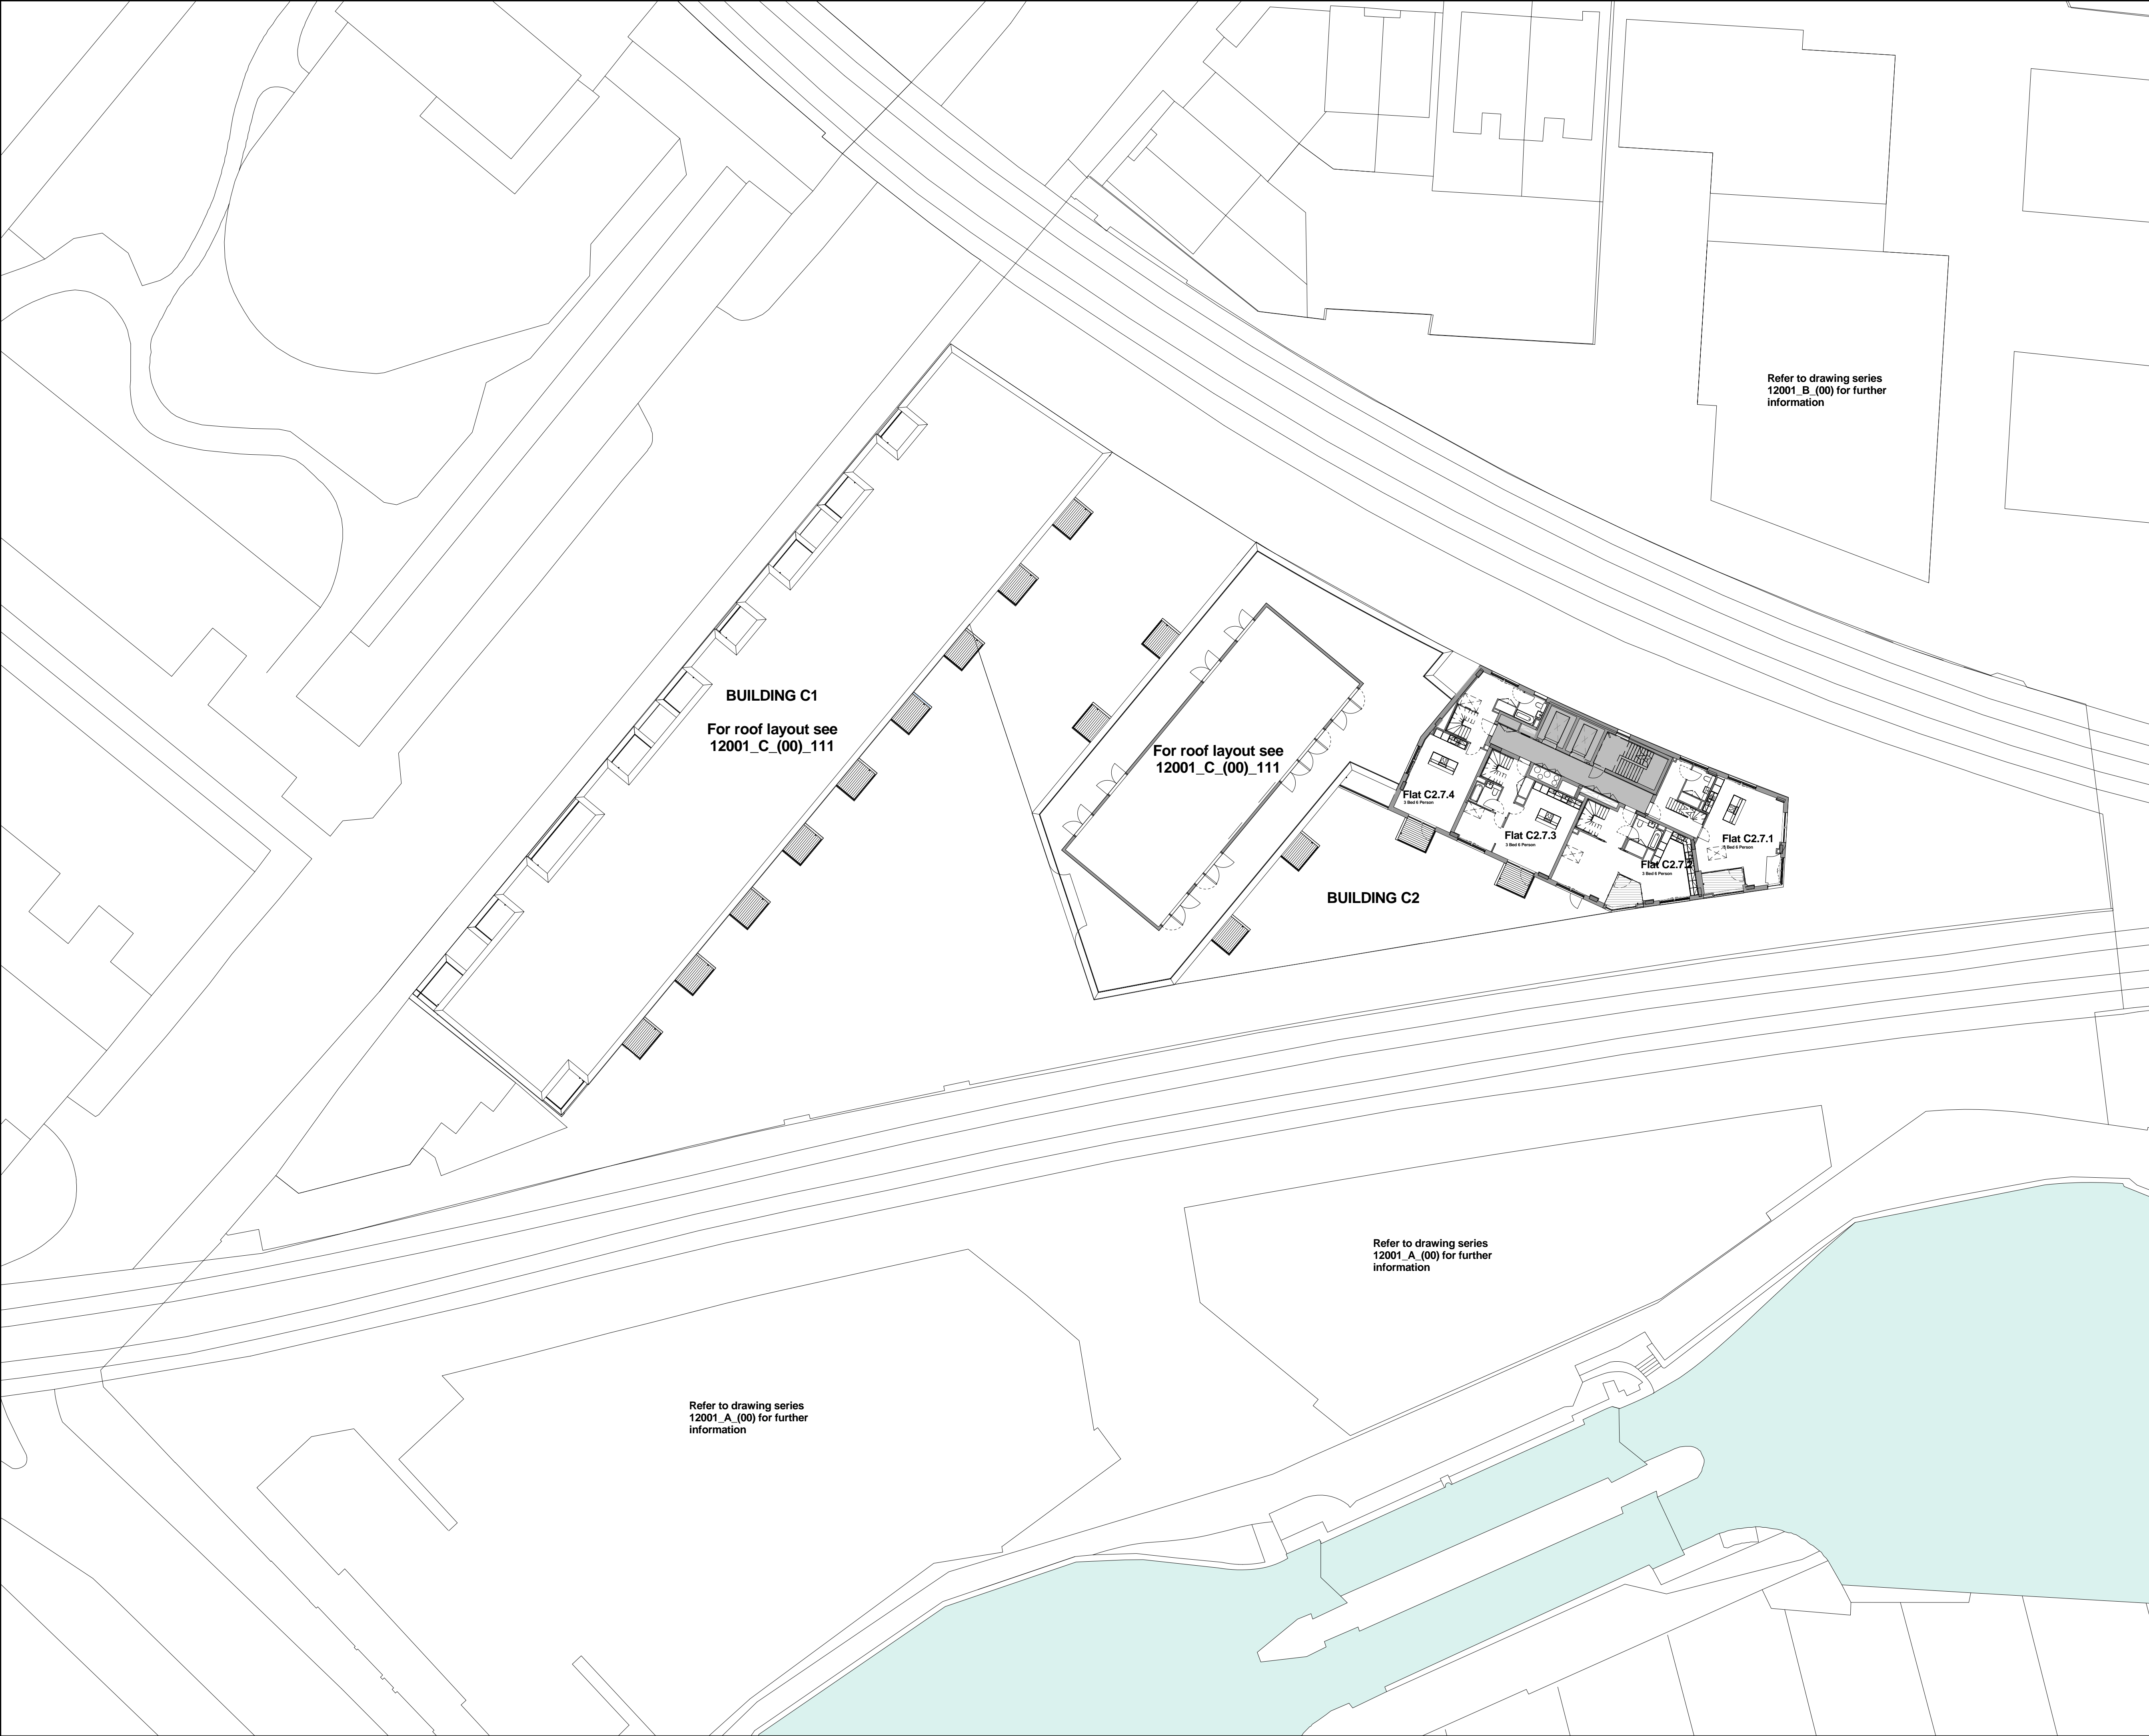 Refer to drawing series
12001_B_(00) for further
information
BUILDING C1
For roof layout see
12001_C_(00)_111
For roof layout see
12001_C_(00)_111
Flat C2.7.4
3 Bed 6 Person
Flat C2.7.3
3 Bed 6 Person
Flat C2.7.2
3 Bed 6 Person
Flat C2.7.1
Bed 6 Person
BUILDING C2
Refer to drawing series
12001_A_(00) for further
information
Refer to drawing series
12001_A_(00) for further
information